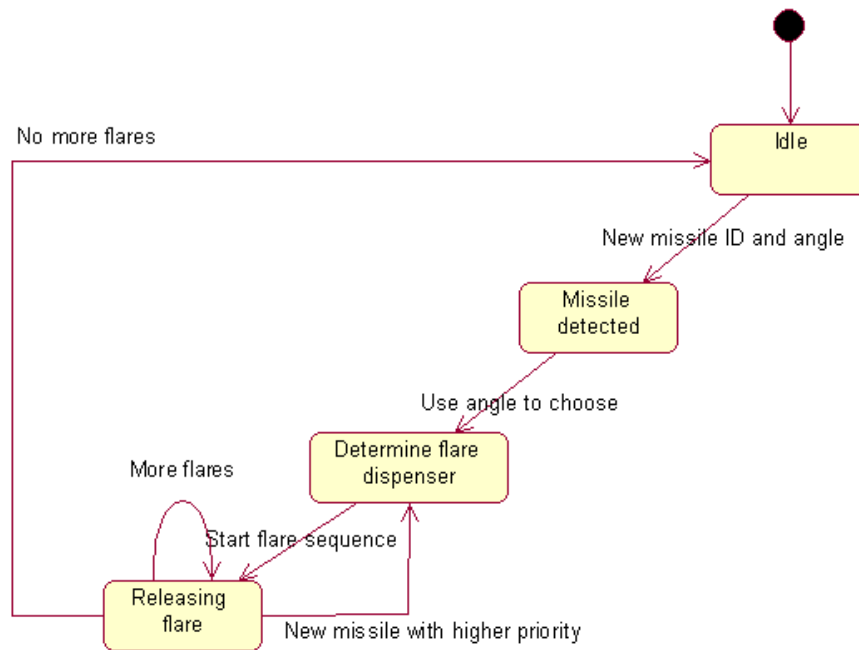 No more flares
Idle
New missile ID and angle
Missile
detected
Use angle to choose
Determine flare
dispenser
More flares
Start flare sequence
Releasing
flare
New missile with higher priority